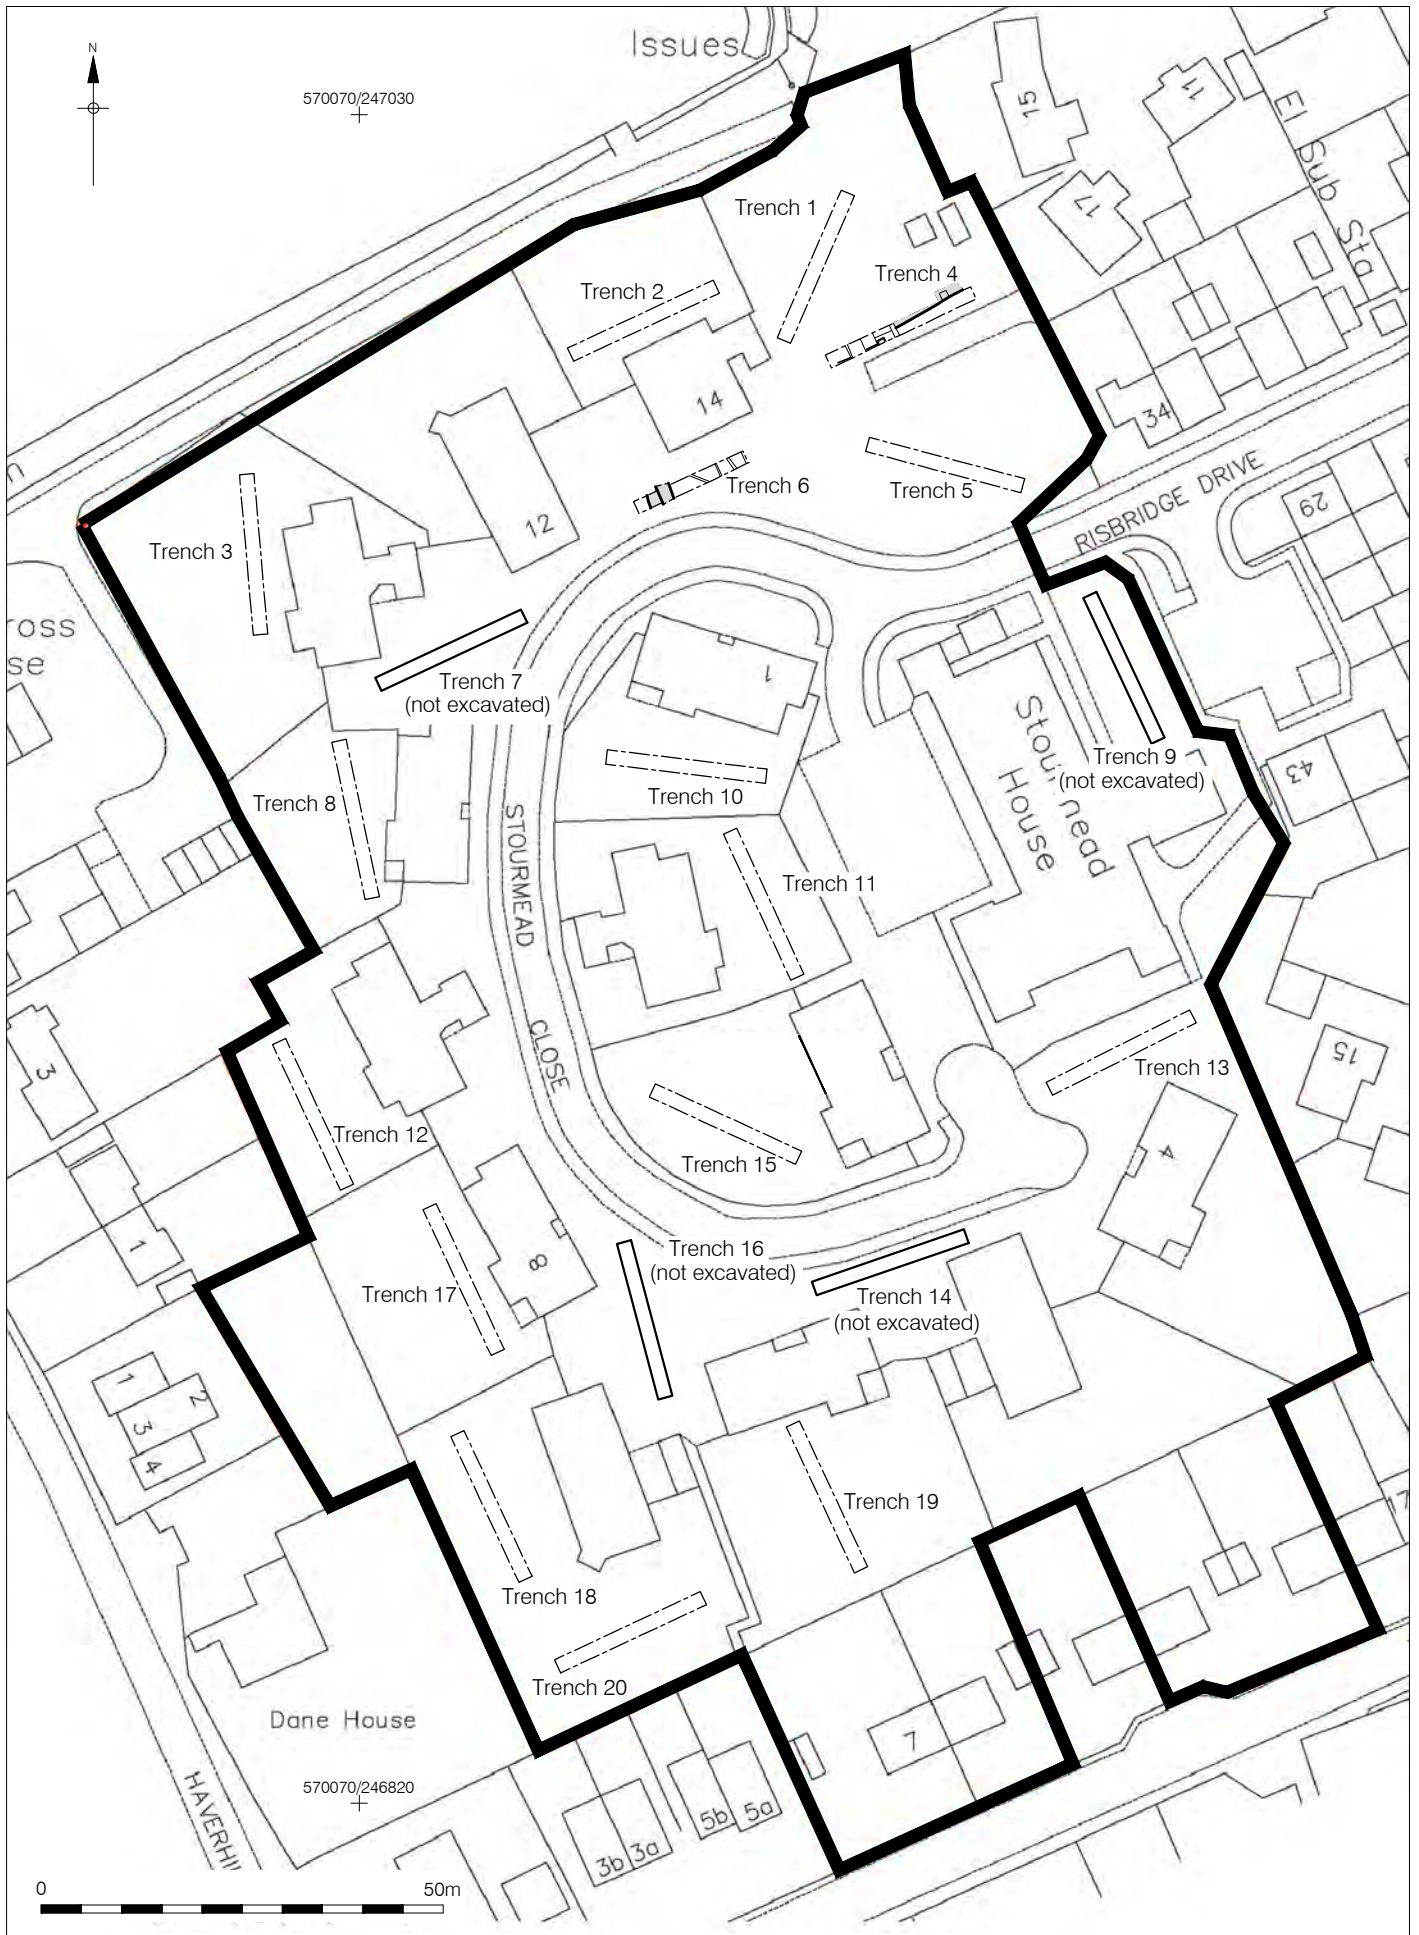 Issues
N
570070/247030
15
11
El Sub Sta
17
Trench 1
Trench 4
Trench 2
14
34
Trench 6
Trench 5
RISBRIDGE DRIVE
29
12
Trench 3
n
ross
se
Trench 7
(not excavated)
1
Stourmead
House
Trench 9
(not excavated)
43
Trench 10
Trench 8
STOURMEAD
CLOSE
Trench 11
3
15
Trench 13
Trench 12
4
Trench 15
1
8
Trench 16
(not excavated)
Trench 17
Trench 14
(not excavated)
1
2
3
4
Trench 19
17
Trench 18
Trench 20
Dane House
7
570070/246820
HAVERHI
5b
5a
3b
3a
0
50m